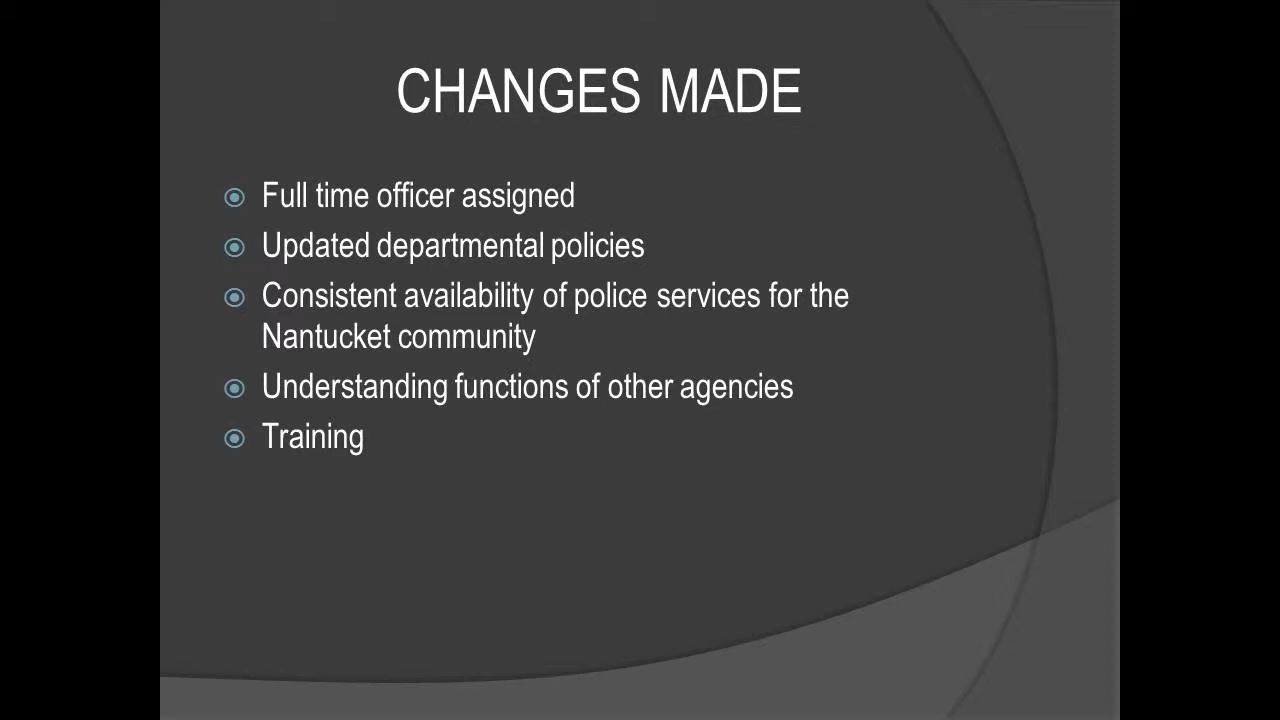 CHANGES MADE
Full time officer assigned
Updated departmental policies
Consistent availability of police services for the
Nantucket community
Understanding functions of other agencies
Training